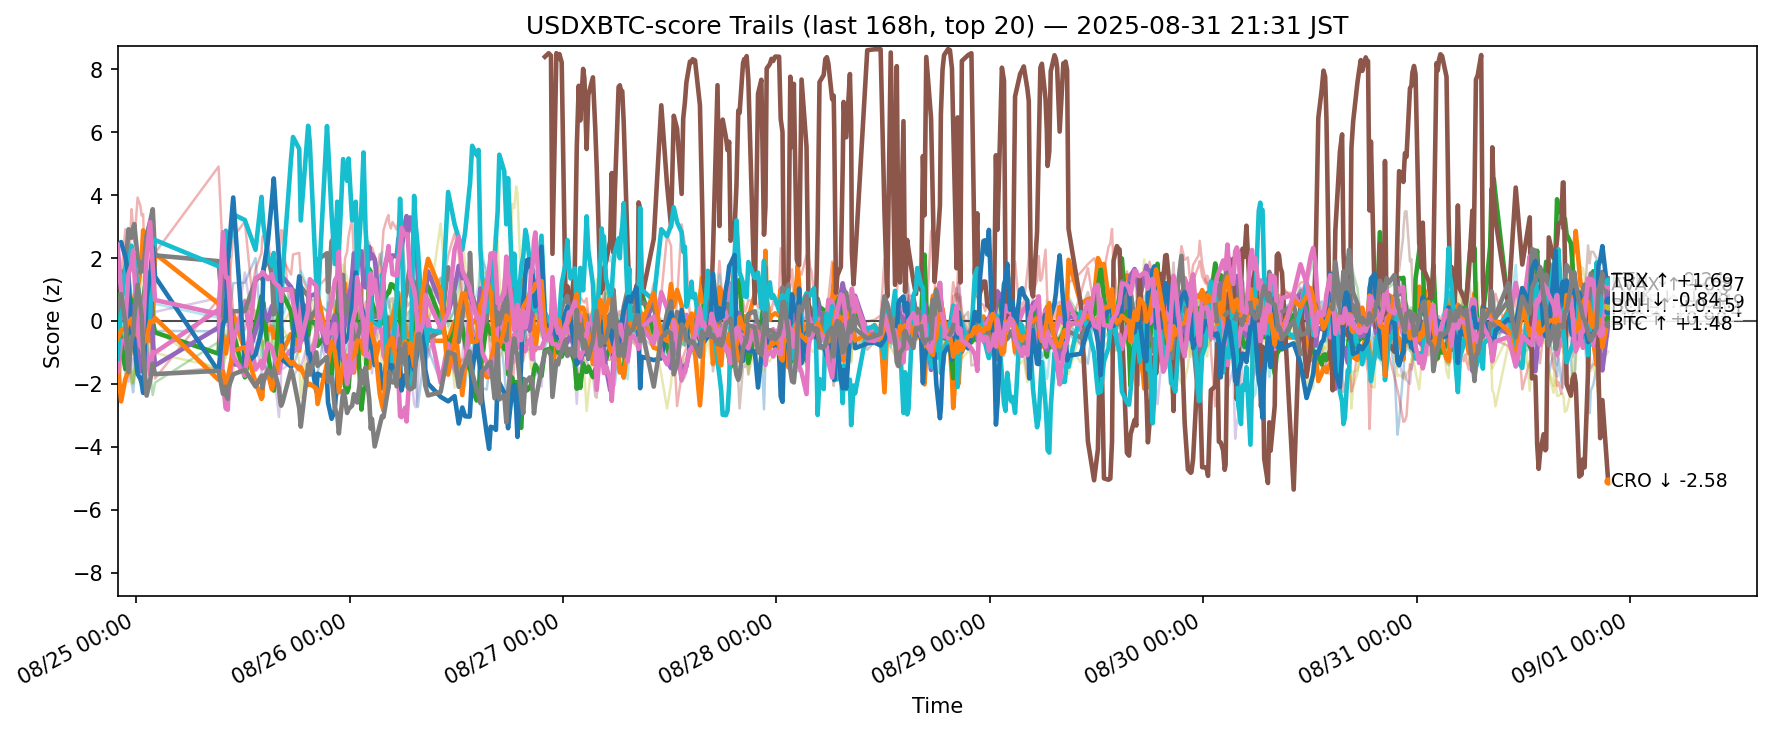 USDXBTC-score Trails (last 168h, top 20) — 2025-08-31 21:31 JST
Score (z)
8
6
4
2
0
−2
−4
−6
−8
TRX ↑ +1.69
UNI ↓ -0.84
BTC ↑ +1.48
CRO ↓ -2.58
08/25 00:00
08/26 00:00
08/27 00:00
08/28 00:00
08/29 00:00
08/30 00:00
08/31 00:00
09/01 00:00
Time